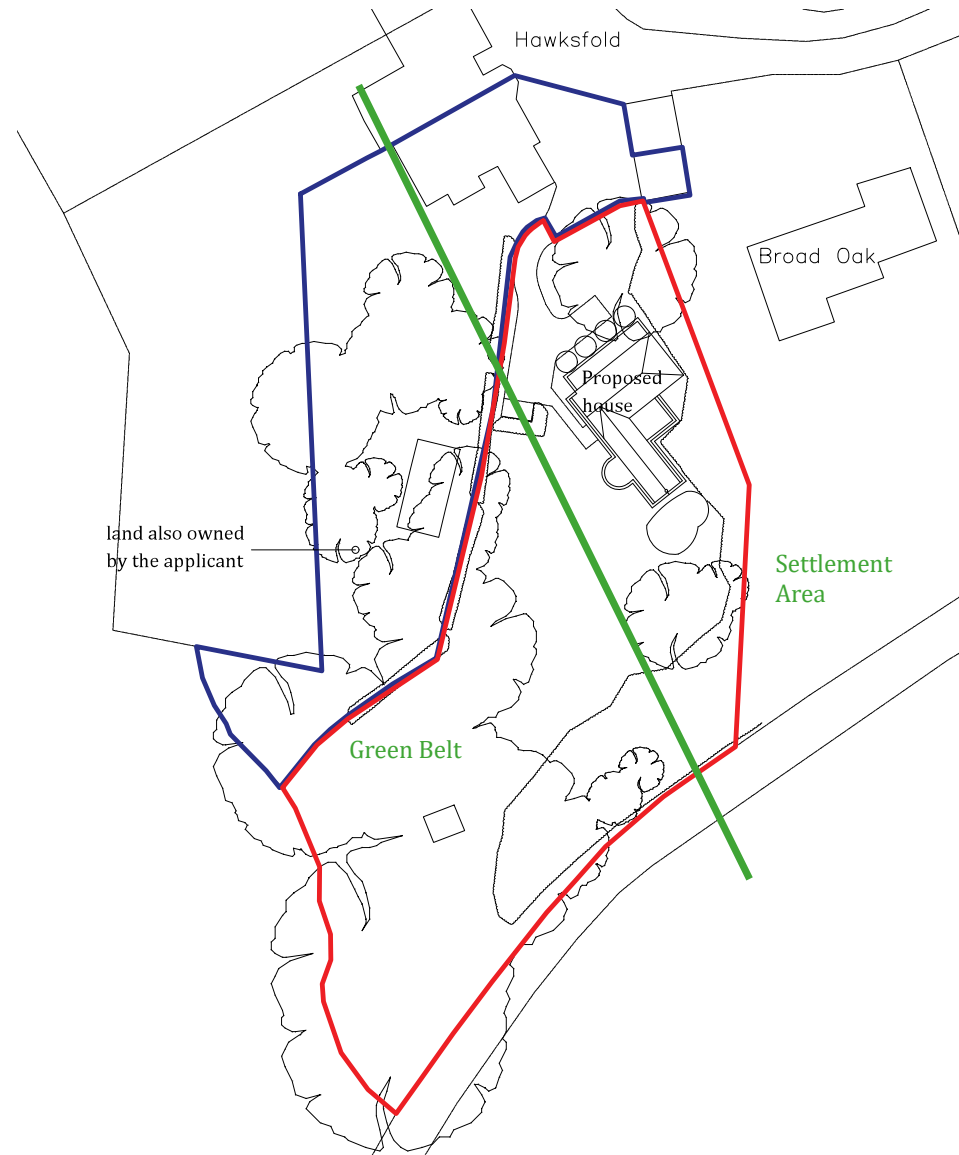 Hawksfold
Broad Oak
Proposed
house
land also owned
by the applicant
Settlement
Area
Green Belt